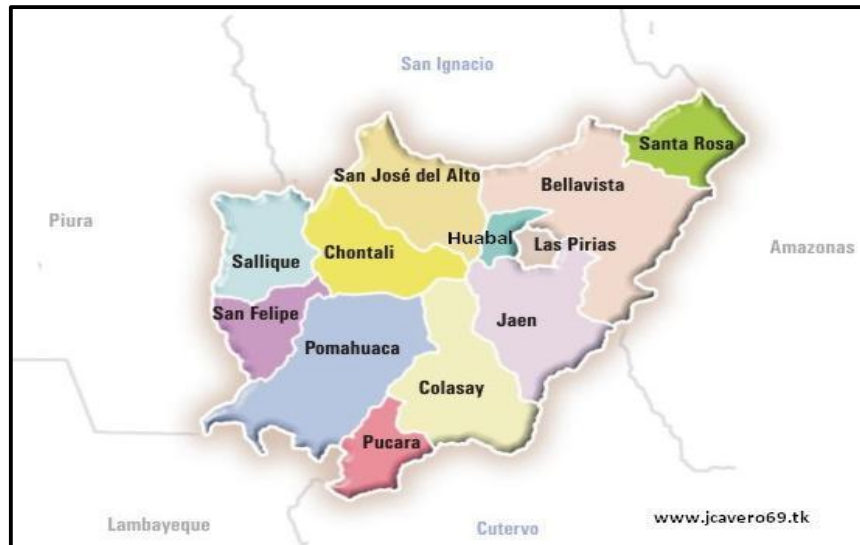 San Ignacio
Santa Rosa
San José del Alto
Bellavista
Piura
Huabal
Las Pirias
Amazonas
Sallique
Chontali
San Felipe
Jaen
Pomahuaca
Colasay
Pucara
www.jcavero69.tk
Lambayeque
Cutervo